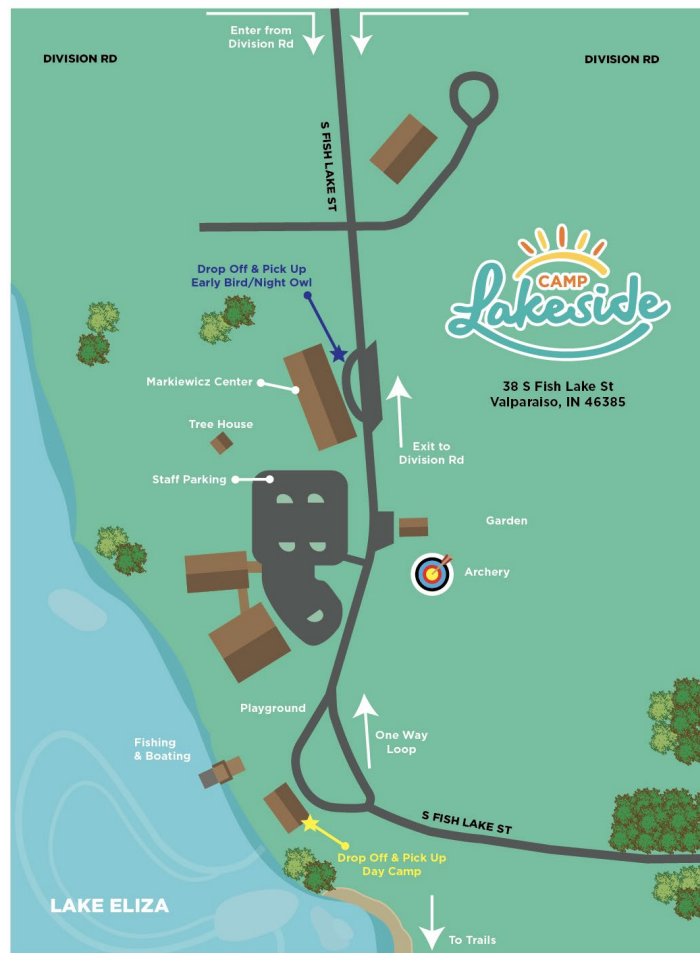 Enter from
Division Rd
DIVISION RD
DIVISION RD
S FISH LAKE ST
Drop Off & Pick Up
Early Bird/Night Owl
CAMP
Lakeside
38 S Fish Lake St
Valparaiso, IN 46385
Markiewicz Center
Tree House
Exit to
Division Rd
Staff Parking
Garden
Archery
Playground
One Way
Loop
Fishing
& Boating
S FISH LAKE ST
Drop Off & Pick Up
Day Camp
LAKE ELIZA
To Trails